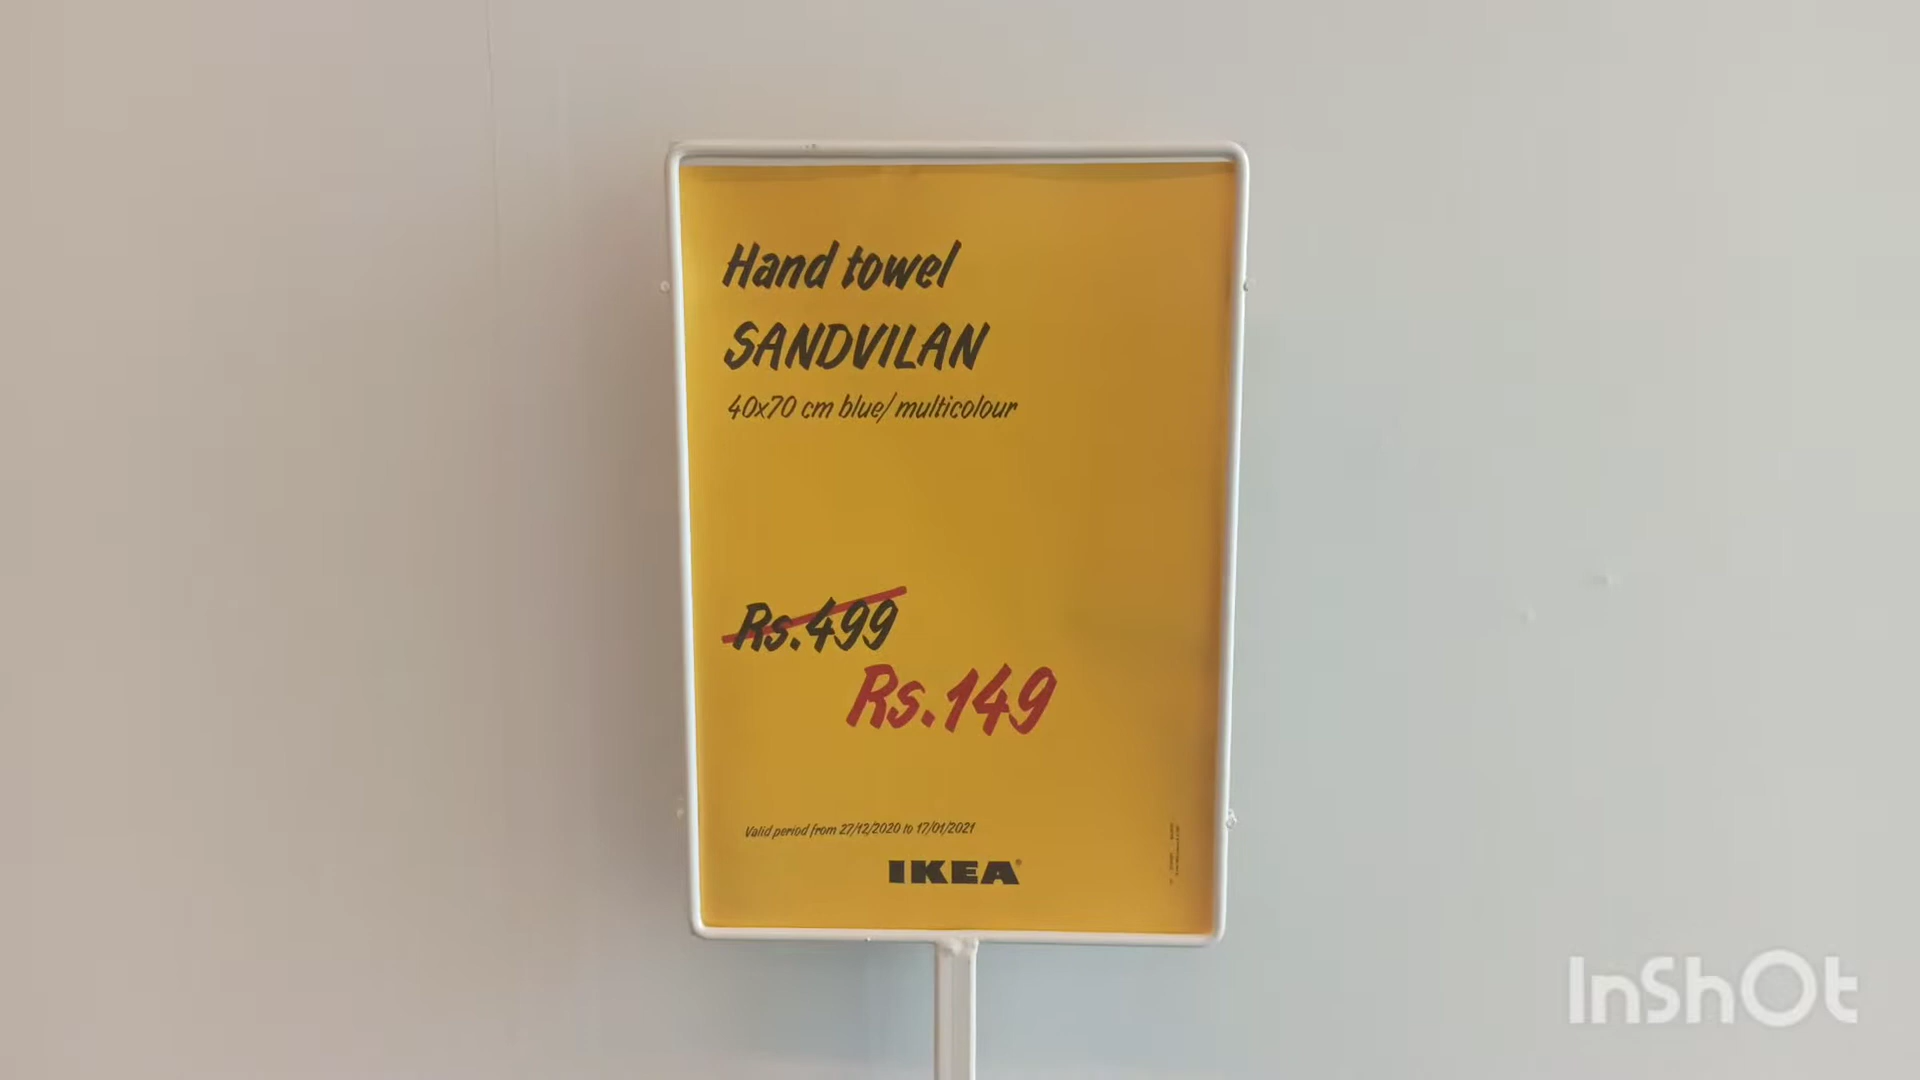 Hand towel
SANDVILAN
40x70 cm blue/ multicolour
Rs.499
Rs.149
Valid period from 27/12/2020 to 17/01/2021
IKEA®
InShOt